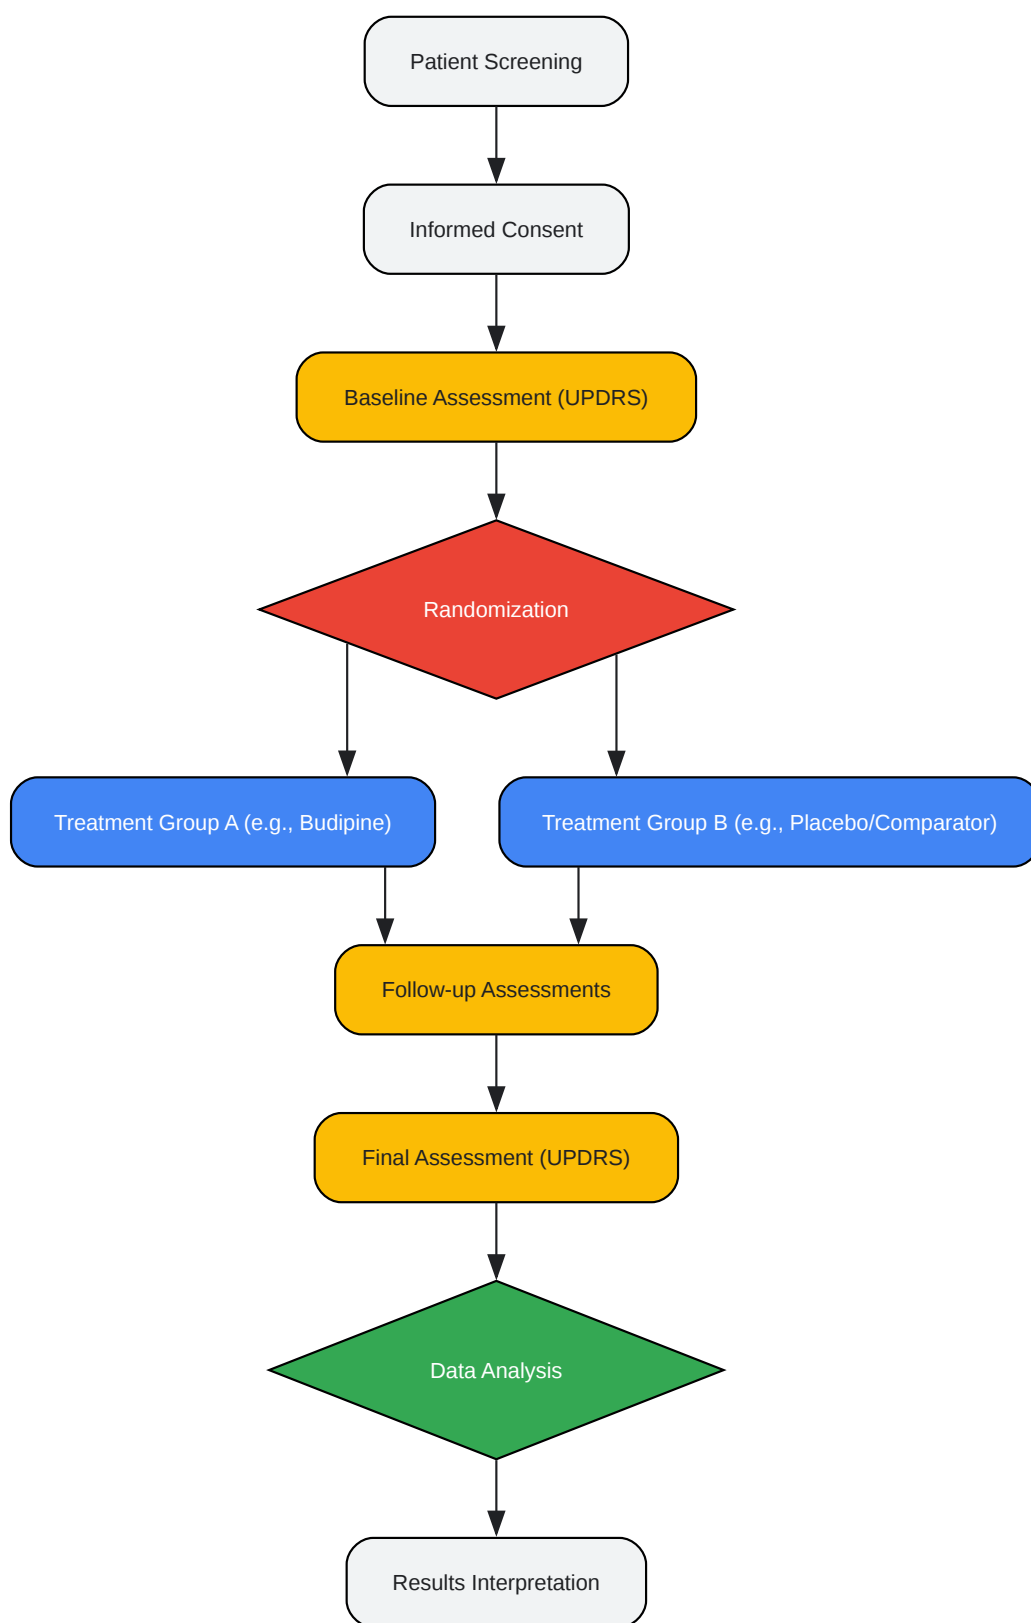 Patient Screening
Informed Consent
Baseline Assessment (UPDRS)
Randomization
Treatment Group A (e.g., Budipine)
Treatment Group B (e.g., Placebo/Comparator)
Follow-up Assessments
Final Assessment (UPDRS)
Data Analysis
Results Interpretation